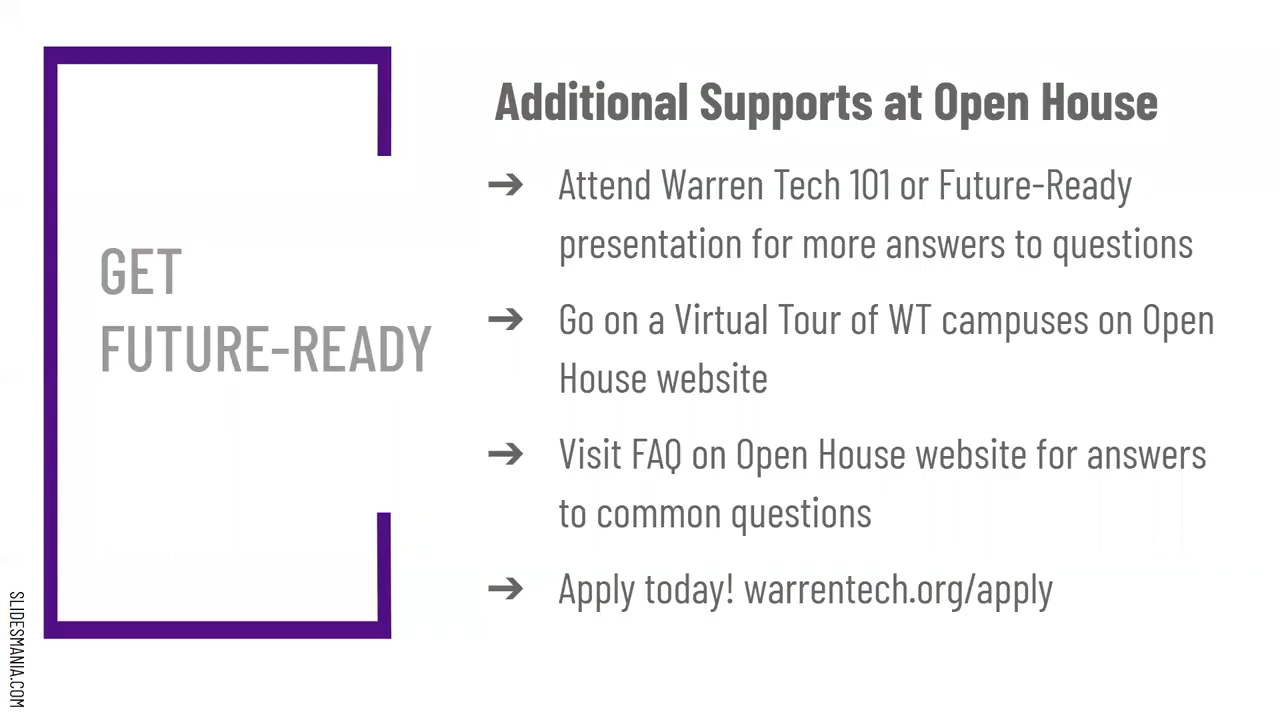 GET
FUTURE-READY
Additional Supports at Open House
➔ Attend Warren Tech 101 or Future-Ready
presentation for more answers to questions
➔ Go on a Virtual Tour of WT campuses on Open
House website
➔ Visit FAQ on Open House website for answers
to common questions
➔ Apply today! warrentech.org/apply
SLIDESMANIA.COM